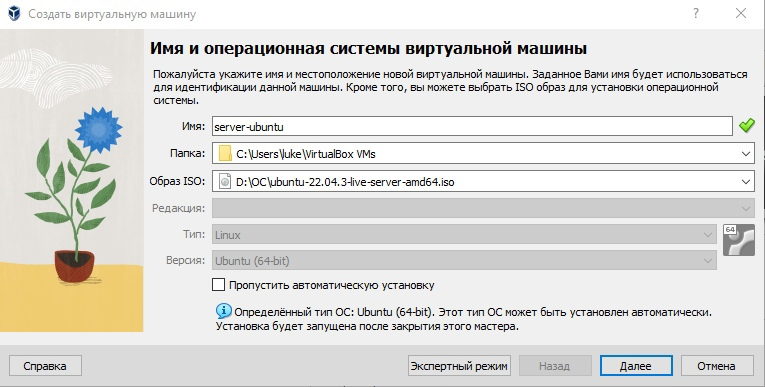 Создать виртуальную машину
? ×
Имя и операционная системы виртуальной машины
Пожалуйста укажите имя и местоположение новой виртуальной машины. Заданное Вами имя будет использоваться
для идентификации данной машины. Кроме того, вы можете выбрать ISO образ для установки операционной
системы.
Имя: server-ubuntu
Папка: C:\Users\luke\VirtualBox VMs
Образ ISO: D:\ОС\ubuntu-22.04.3-live-server-amd64.iso
Редакция:
Тип: Linux
64
Версия: Ubuntu (64-bit)
Пропустить автоматическую установку
Определённый тип ОС: Ubuntu (64-bit). Этот тип ОС может быть установлен автоматически.
Установка будет запущена после закрытия этого мастера.
Справка Экспертный режим Назад Далее Отмена